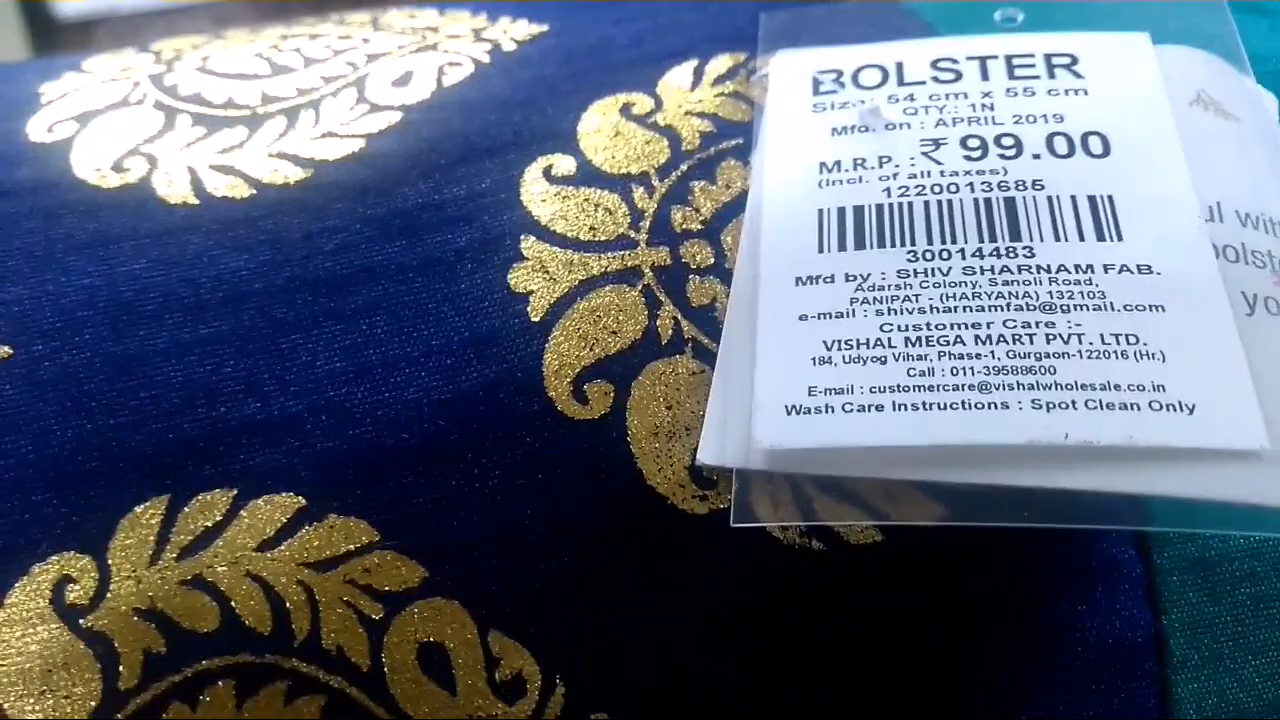 BOLSTER
Size: 54 cm x 55 cm
QTY.: 1N
Mfd. on : APRIL 2019
M.R.P. : ₹ 99.00
(Incl. of all taxes)
1220013685
30014483
Mfd by : SHIV SHARNAM FAB.
Adarsh Colony, Sanoli Road,
PANIPAT - (HARYANA) 132103
e-mail : shivsharnamfab@gmail.com
Customer Care :-
VISHAL MEGA MART PVT. LTD.
184, Udyog Vihar, Phase-1, Gurgaon-122016 (Hr.)
Call : 011-39588600
E-mail : customercare@vishalwholesale.co.in
Wash Care Instructions : Spot Clean Only